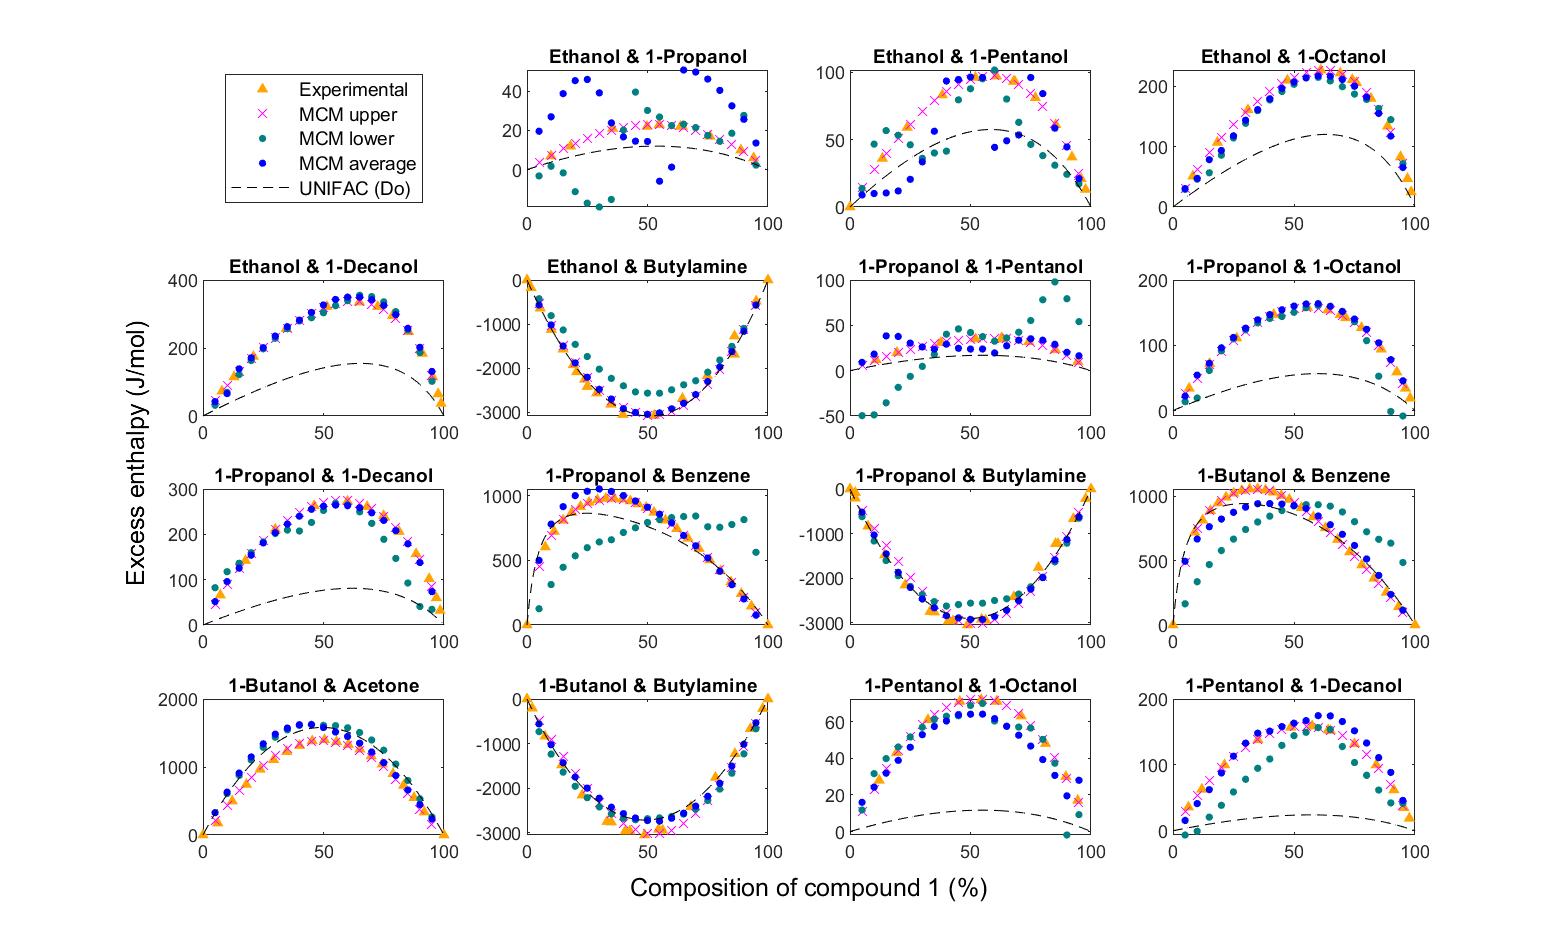 Experimental
MCM upper
MCM lower
MCM average
UNIFAC (Do)
Ethanol & 1-Propanol
40
20
0
0 50 100
Ethanol & 1-Pentanol
100
50
0
0 50 100
Ethanol & 1-Octanol
200
100
0
0 50 100
Ethanol & 1-Decanol
400
200
0
0 50 100
Ethanol & Butylamine
0
-1000
-2000
-3000
0 50 100
1-Propanol & 1-Pentanol
100
50
0
-50
0 50 100
1-Propanol & 1-Octanol
200
100
0
0 50 100
1-Propanol & 1-Decanol
300
200
100
0
0 50 100
1-Propanol & Benzene
1000
500
0
0 50 100
1-Propanol & Butylamine
0
-1000
-2000
-3000
0 50 100
1-Butanol & Benzene
1000
500
0
0 50 100
1-Butanol & Acetone
2000
1000
0
0 50 100
1-Butanol & Butylamine
0
-1000
-2000
-3000
0 50 100
1-Pentanol & 1-Octanol
60
40
20
0
0 50 100
1-Pentanol & 1-Decanol
200
100
0
0 50 100
Excess enthalpy (J/mol)
Composition of compound 1 (%)